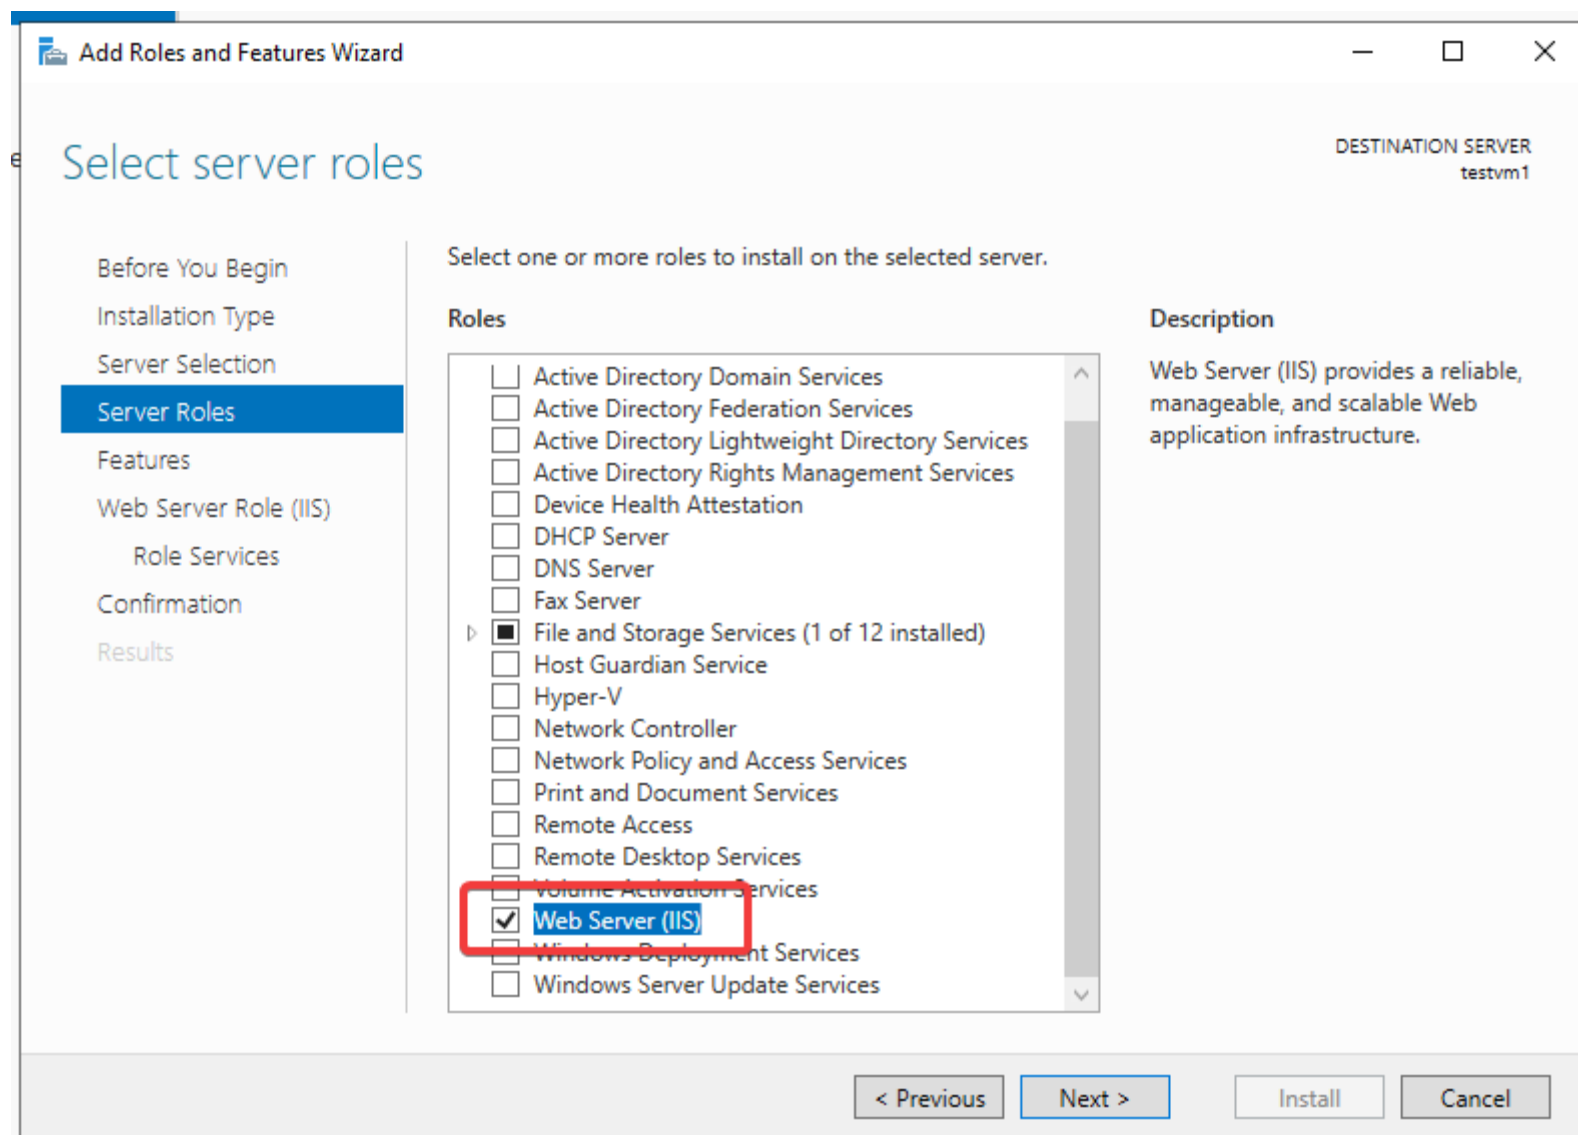 Add Roles and Features Wizard
Select server roles
DESTINATION SERVER
testvm1
Before You Begin
Installation Type
Server Selection
Server Roles
Features
Web Server Role (IIS)
Role Services
Confirmation
Results
Select one or more roles to install on the selected server.
Roles
Active Directory Domain Services
Active Directory Federation Services
Active Directory Lightweight Directory Services
Active Directory Rights Management Services
Device Health Attestation
DHCP Server
DNS Server
Fax Server
File and Storage Services (1 of 12 installed)
Host Guardian Service
Hyper-V
Network Controller
Network Policy and Access Services
Print and Document Services
Remote Access
Remote Desktop Services
Volume Activation Services
Web Server (IIS)
Windows Deployment Services
Windows Server Update Services
Description
Web Server (IIS) provides a reliable,
manageable, and scalable Web
application infrastructure.
< Previous
Next >
Install
Cancel